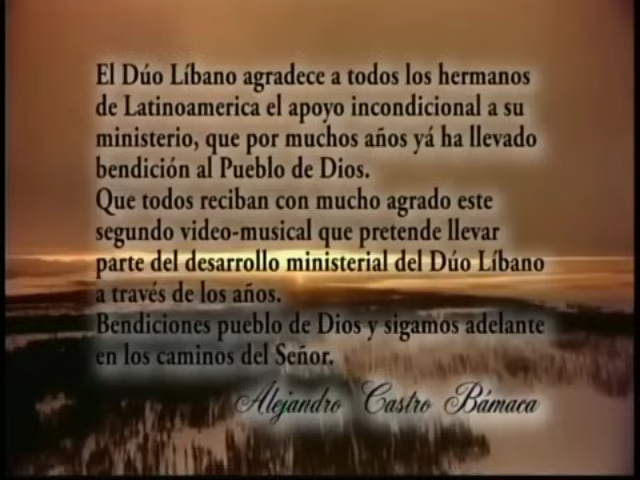 El Dúo Líbano agradece a todos los hermanos
de Latinoamerica el apoyo incondicional a su
ministerio, que por muchos años yá ha llevado
bendición al Pueblo de Dios.
Que todos reciban con mucho agrado este
segundo video-musical que pretende llevar
parte del desarrollo ministerial del Dúo Líbano
a través de los años.
Bendiciones pueblo de Dios y sigamos adelante
en los caminos del Señor.
Alejandro Castro Bámaca